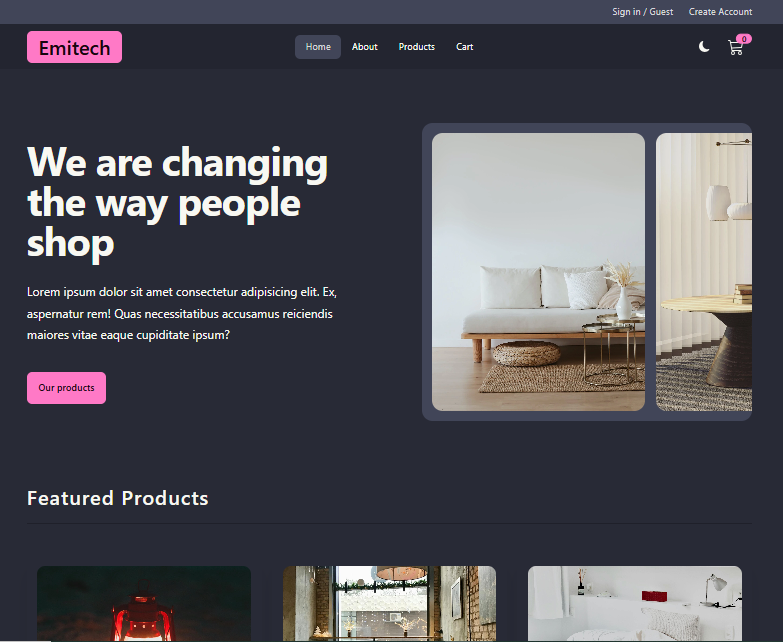 Sign in / Guest Create Account
Emitech Home About Products Cart 0
We are changing
the way people
shop
Lorem ipsum dolor sit amet consectetur adipisicing elit. Ex,
aspernatur rem! Quas necessitatibus accusamus reiciendis
maiores vitae eaque cupiditate ipsum?
Our products
Featured Products